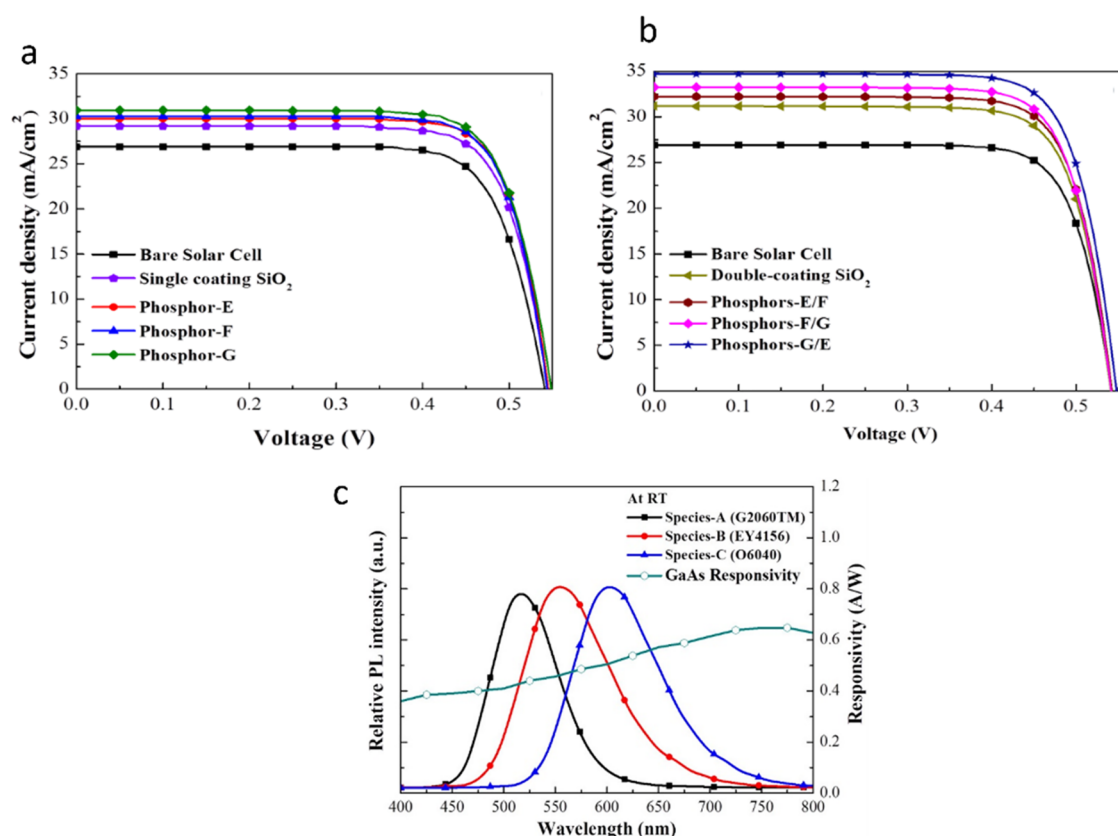 a
Current density (mA/cm²)
35
30
25
20
15
10
5
0
Bare Solar Cell
Single coating SiO₂
Phosphor-E
Phosphor-F
Phosphor-G
0.0 0.1 0.2 0.3 0.4 0.5
Voltage (V)
b
Current density (mA/cm²)
35
30
25
20
15
10
5
0
Bare Solar Cell
Double-coating SiO₂
Phosphors-E/F
Phosphors-F/G
Phosphors-G/E
0.0 0.1 0.2 0.3 0.4 0.5
Voltage (V)
c
Relative PL intensity (a.u.)
At RT
Species-A (G2060TM)
Species-B (EY4156)
Species-C (O6040)
GaAs Responsivity
1.2
1.0
0.8
0.6
0.4
0.2
0.0
Responsivity (A/W)
400 450 500 550 600 650 700 750 800
Wavelength (nm)